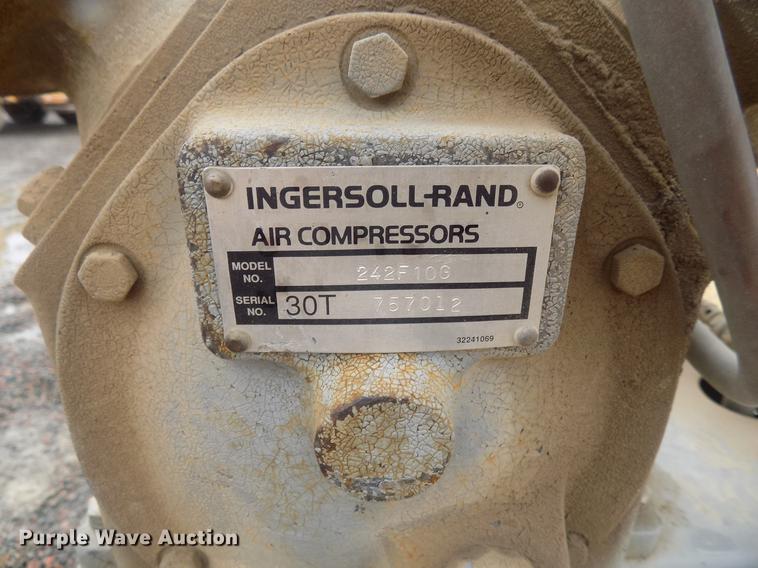 INGERSOLL-RAND®
AIR COMPRESSORS
MODEL NO. 242F10G
SERIAL NO. 30T 757012
32241069
Purple Wave Auction®